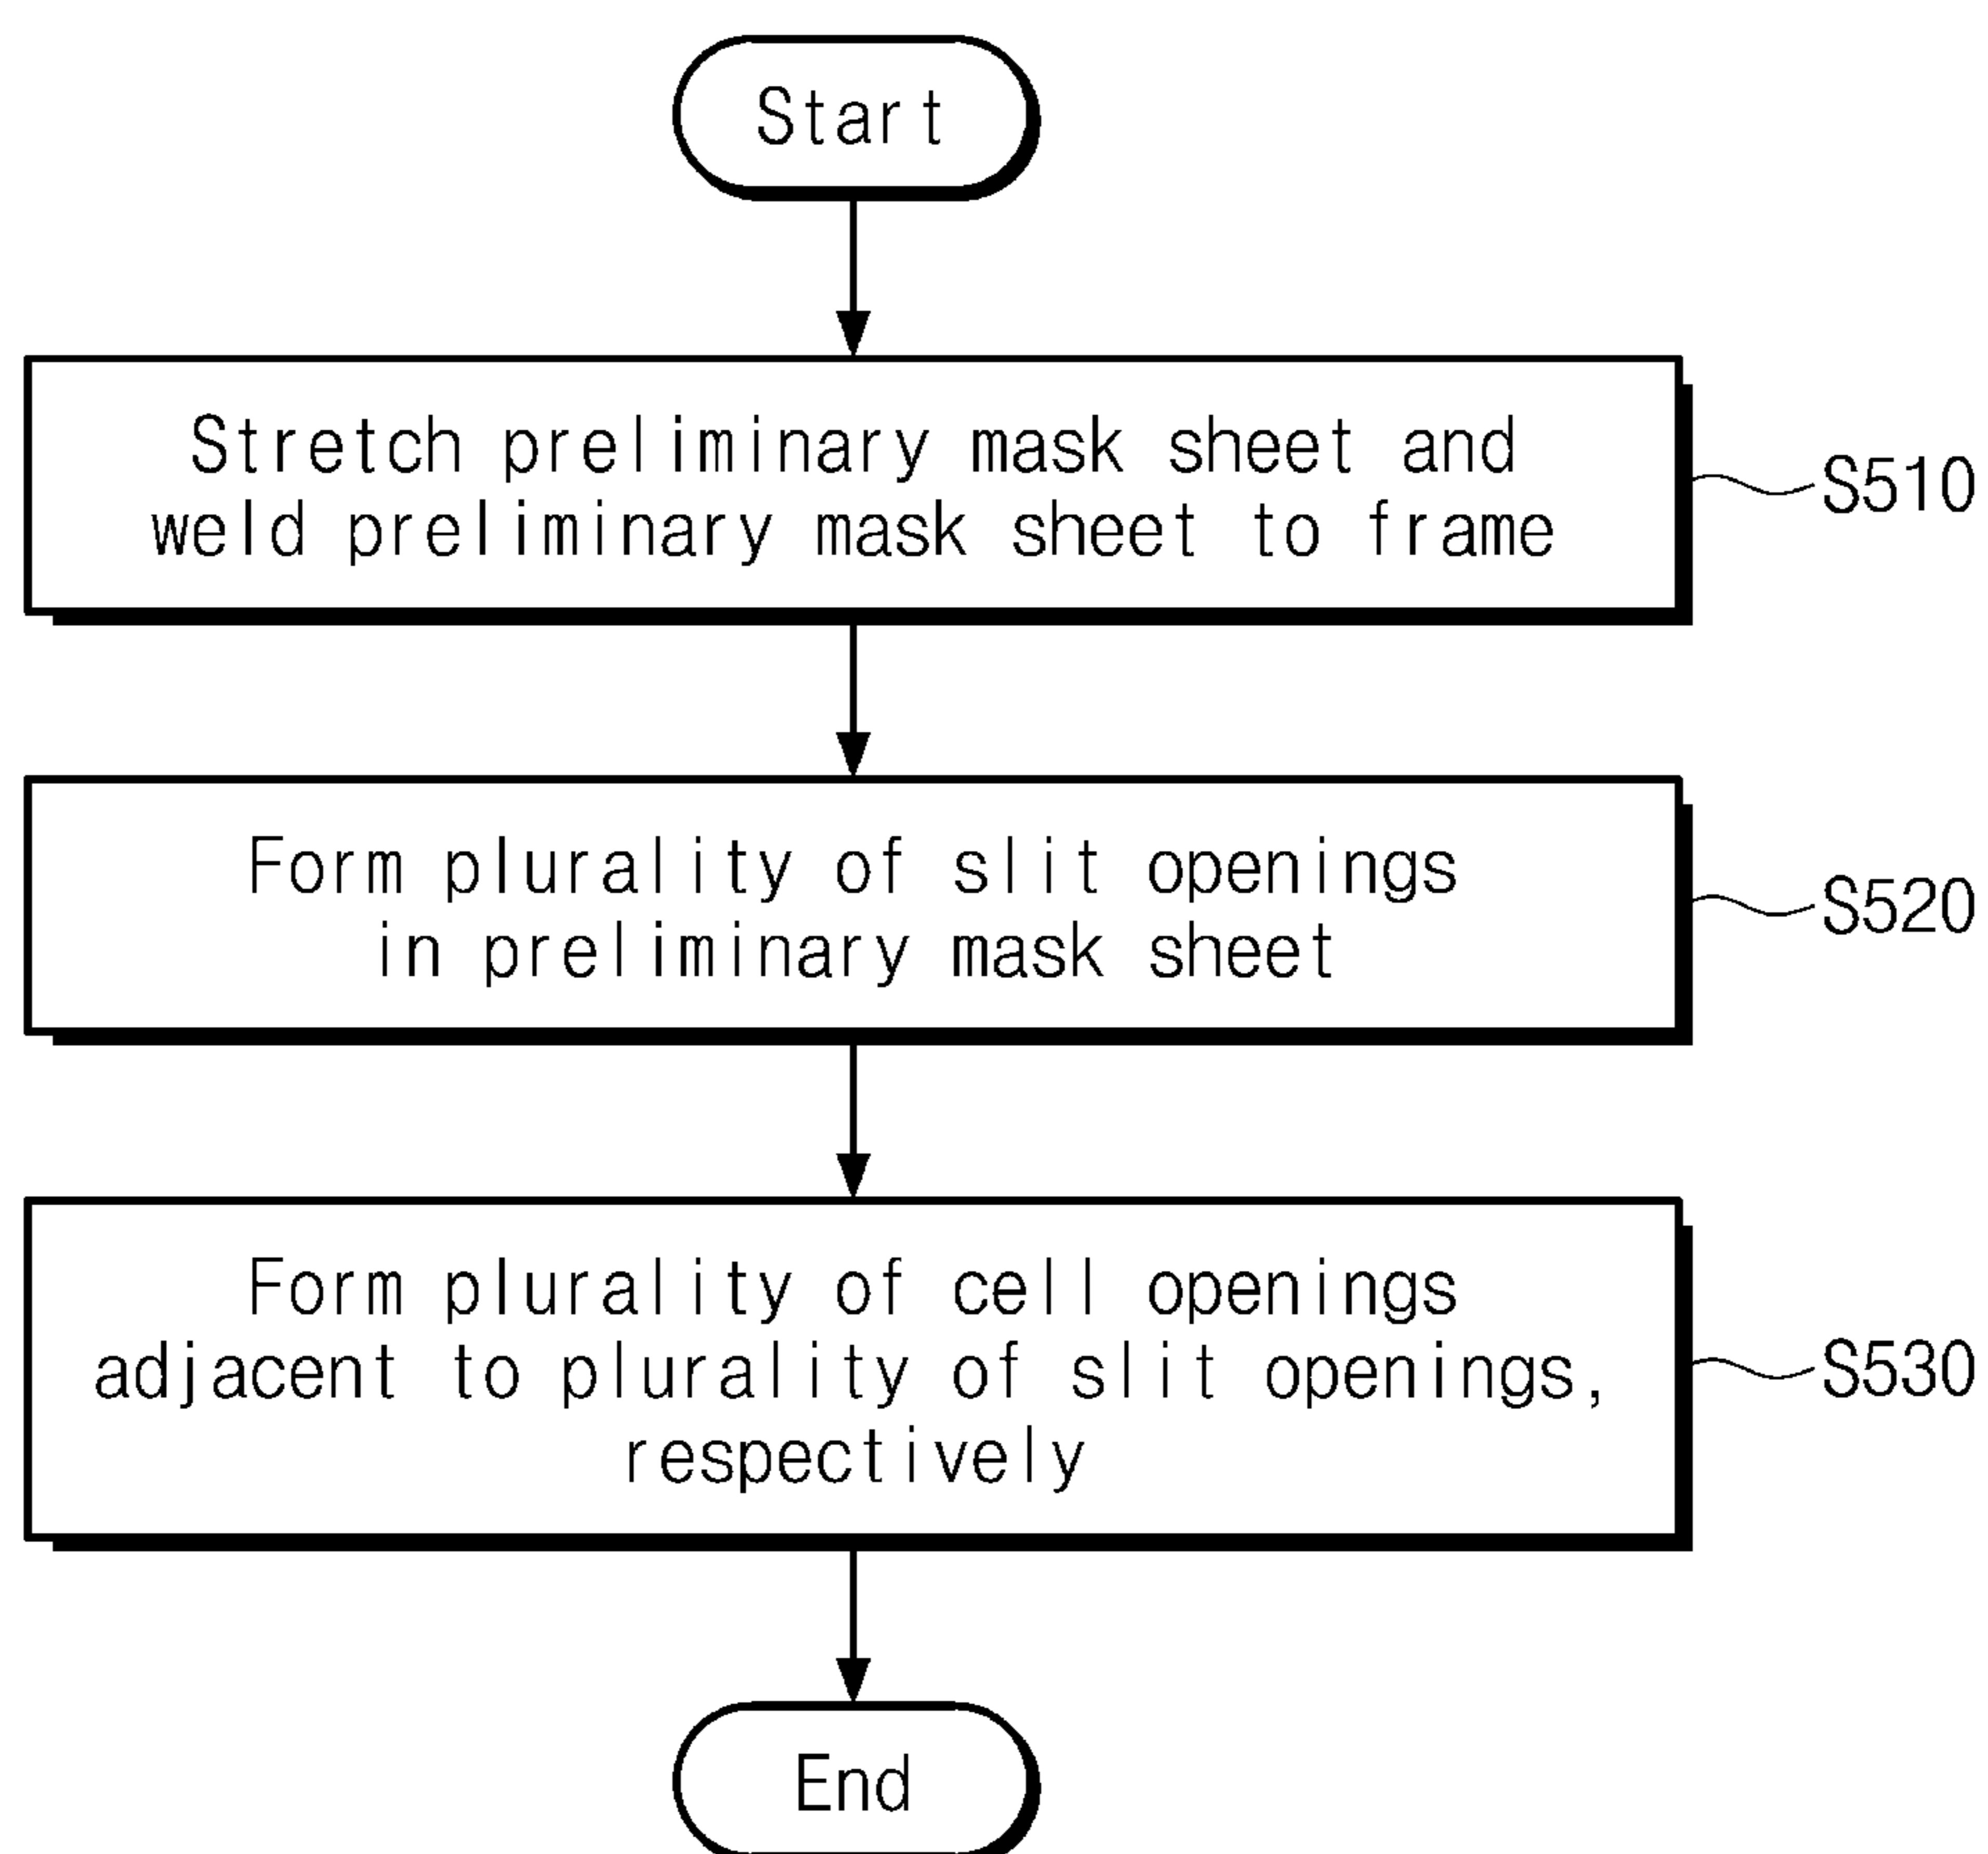 Start
Stretch preliminary mask sheet and
weld preliminary mask sheet to frame
S510
Form plurality of slit openings
in preliminary mask sheet
S520
Form plurality of cell openings
adjacent to plurality of slit openings,
respectively
S530
End